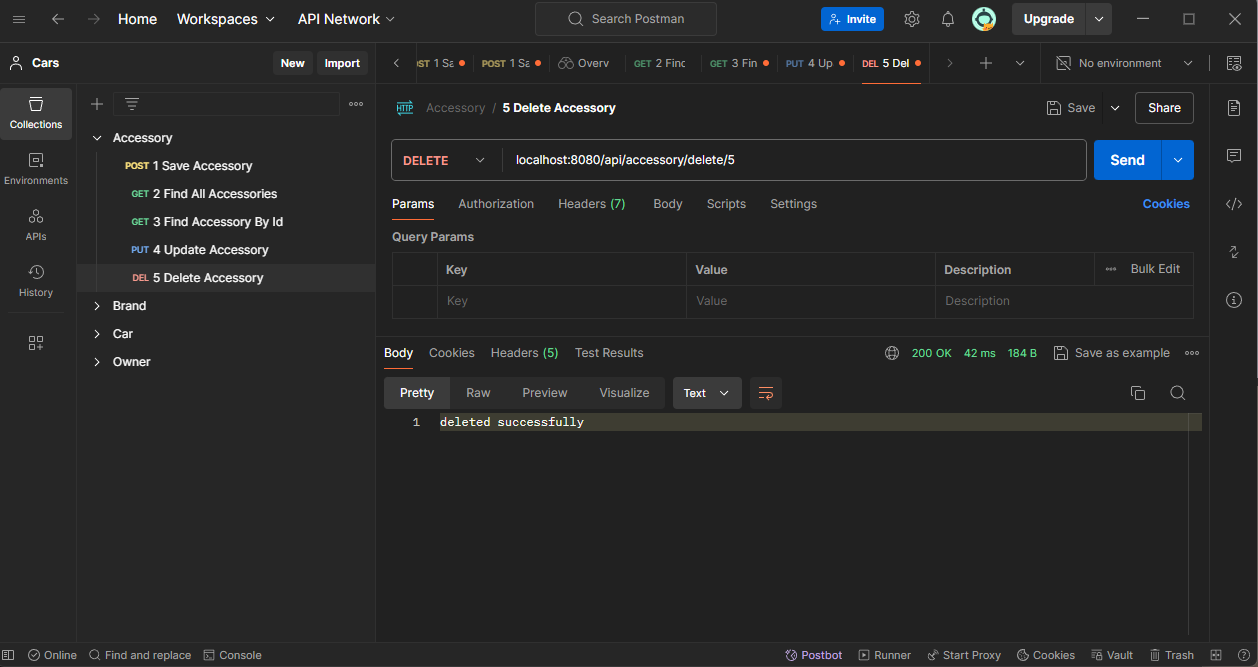 Home Workspaces API Network Search Postman Invite Upgrade
Cars New Import
ST 1 Sa POST 1 Sa Overv GET 2 Find GET 3 Fin PUT 4 Up DEL 5 Del No environment
Collections
Environments
APIs
History
Accessory
POST 1 Save Accessory
GET 2 Find All Accessories
GET 3 Find Accessory By Id
PUT 4 Update Accessory
DEL 5 Delete Accessory
Brand
Car
Owner
HTTP Accessory / 5 Delete Accessory Save Share
DELETE localhost:8080/api/accessory/delete/5 Send
Params Authorization Headers (7) Body Scripts Settings Cookies
Query Params
Key Value Description Bulk Edit
Key Value Description
Body Cookies Headers (5) Test Results 200 OK 42 ms 184 B Save as example
Pretty Raw Preview Visualize Text
1 deleted successfully
Online Find and replace Console Postbot Runner Start Proxy Cookies Vault Trash